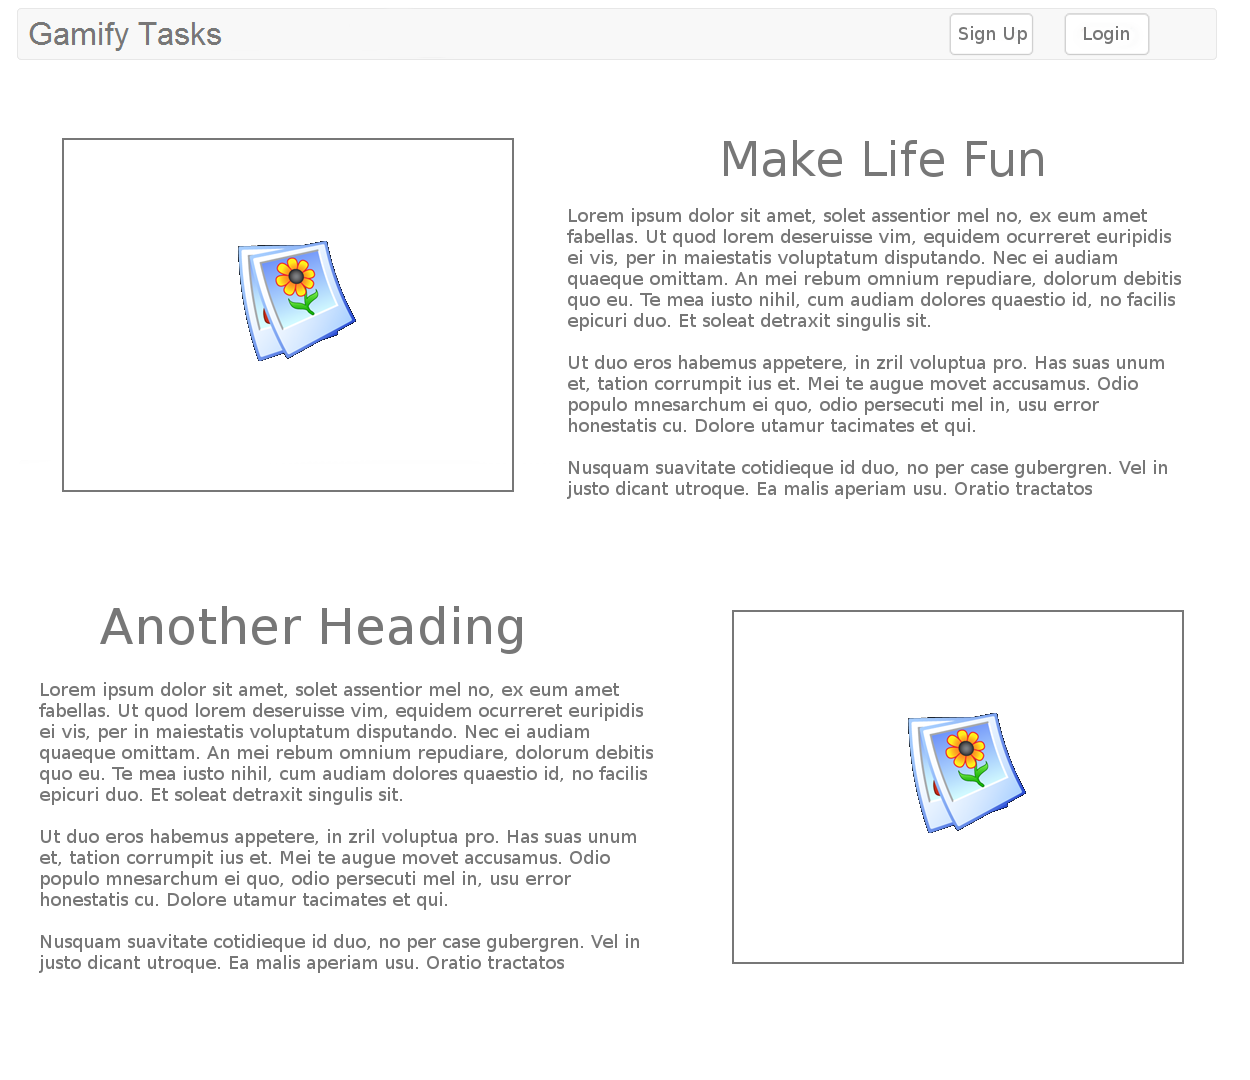 Gamify Tasks
Sign Up
Login
Make Life Fun
Lorem ipsum dolor sit amet, solet assentior mel no, ex eum amet
fabellas. Ut quod lorem deseruisse vim, equidem ocurreret euripidis
ei vis, per in maiestatis voluptatum disputando. Nec ei audiam
quaeque omittam. An mei rebum omnium repudiare, dolorum debitis
quo eu. Te mea iusto nihil, cum audiam dolores quaestio id, no facilis
epicuri duo. Et soleat detraxit singulis sit.
Ut duo eros habemus appetere, in zril voluptua pro. Has suas unum
et, tation corrumpit ius et. Mei te augue movet accusamus. Odio
populo mnesarchum ei quo, odio persecuti mel in, usu error
honestatis cu. Dolore utamur tacimates et qui.
Nusquam suavitate cotidieque id duo, no per case gubergren. Vel in
justo dicant utroque. Ea malis aperiam usu. Oratio tractatos
Another Heading
Lorem ipsum dolor sit amet, solet assentior mel no, ex eum amet
fabellas. Ut quod lorem deseruisse vim, equidem ocurreret euripidis
ei vis, per in maiestatis voluptatum disputando. Nec ei audiam
quaeque omittam. An mei rebum omnium repudiare, dolorum debitis
quo eu. Te mea iusto nihil, cum audiam dolores quaestio id, no facilis
epicuri duo. Et soleat detraxit singulis sit.
Ut duo eros habemus appetere, in zril voluptua pro. Has suas unum
et, tation corrumpit ius et. Mei te augue movet accusamus. Odio
populo mnesarchum ei quo, odio persecuti mel in, usu error
honestatis cu. Dolore utamur tacimates et qui.
Nusquam suavitate cotidieque id duo, no per case gubergren. Vel in
justo dicant utroque. Ea malis aperiam usu. Oratio tractatos